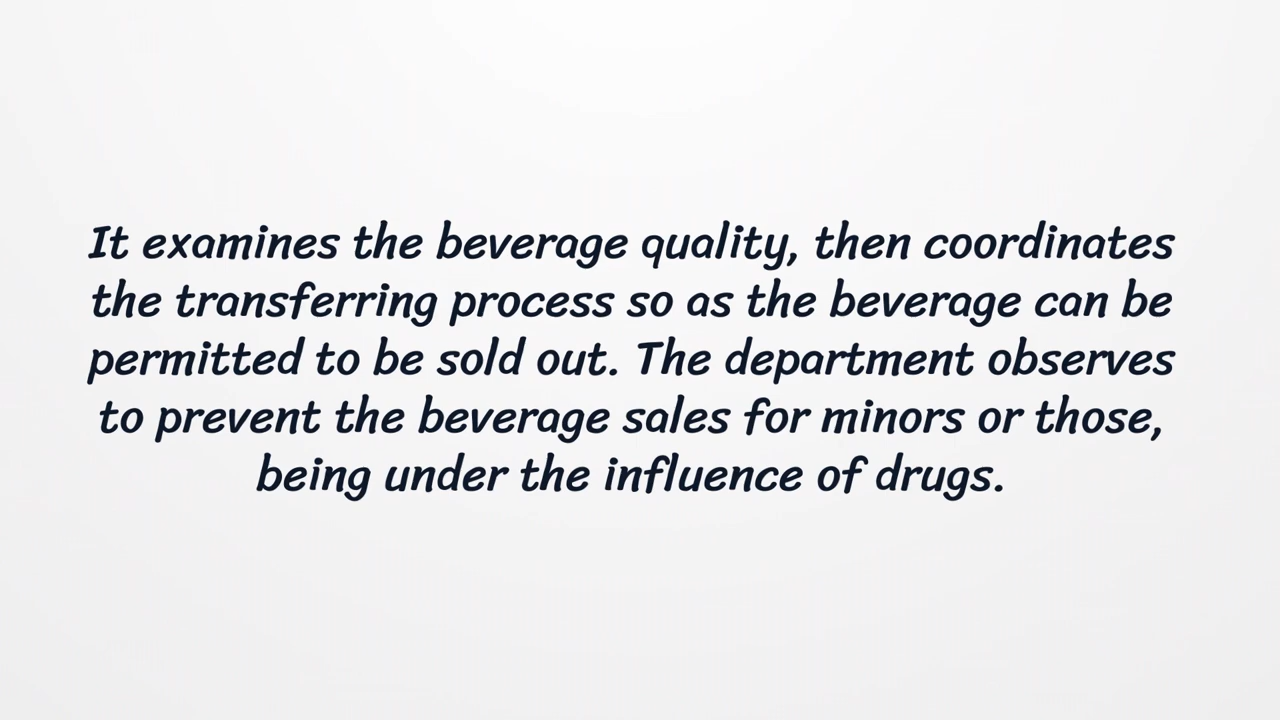 It examines the beverage quality, then coordinates
the transferring process so as the beverage can be
permitted to be sold out. The department observes
to prevent the beverage sales for minors or those,
being under the influence of drugs.